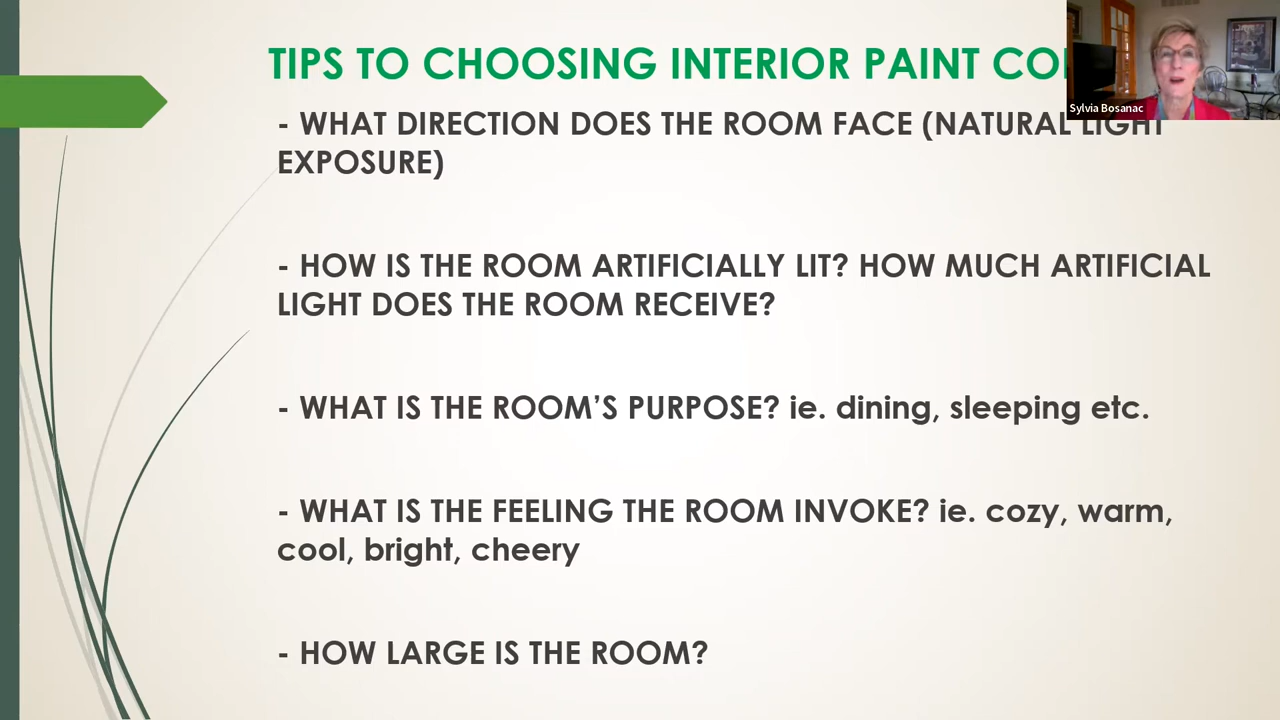 TIPS TO CHOOSING INTERIOR PAINT
Sylvia Bosanac
- WHAT DIRECTION DOES THE ROOM FACE (NATURAL LIGHT
EXPOSURE)
- HOW IS THE ROOM ARTIFICIALLY LIT? HOW MUCH ARTIFICIAL
LIGHT DOES THE ROOM RECEIVE?
- WHAT IS THE ROOM’S PURPOSE? ie. dining, sleeping etc.
- WHAT IS THE FEELING THE ROOM INVOKE? ie. cozy, warm,
cool, bright, cheery
- HOW LARGE IS THE ROOM?